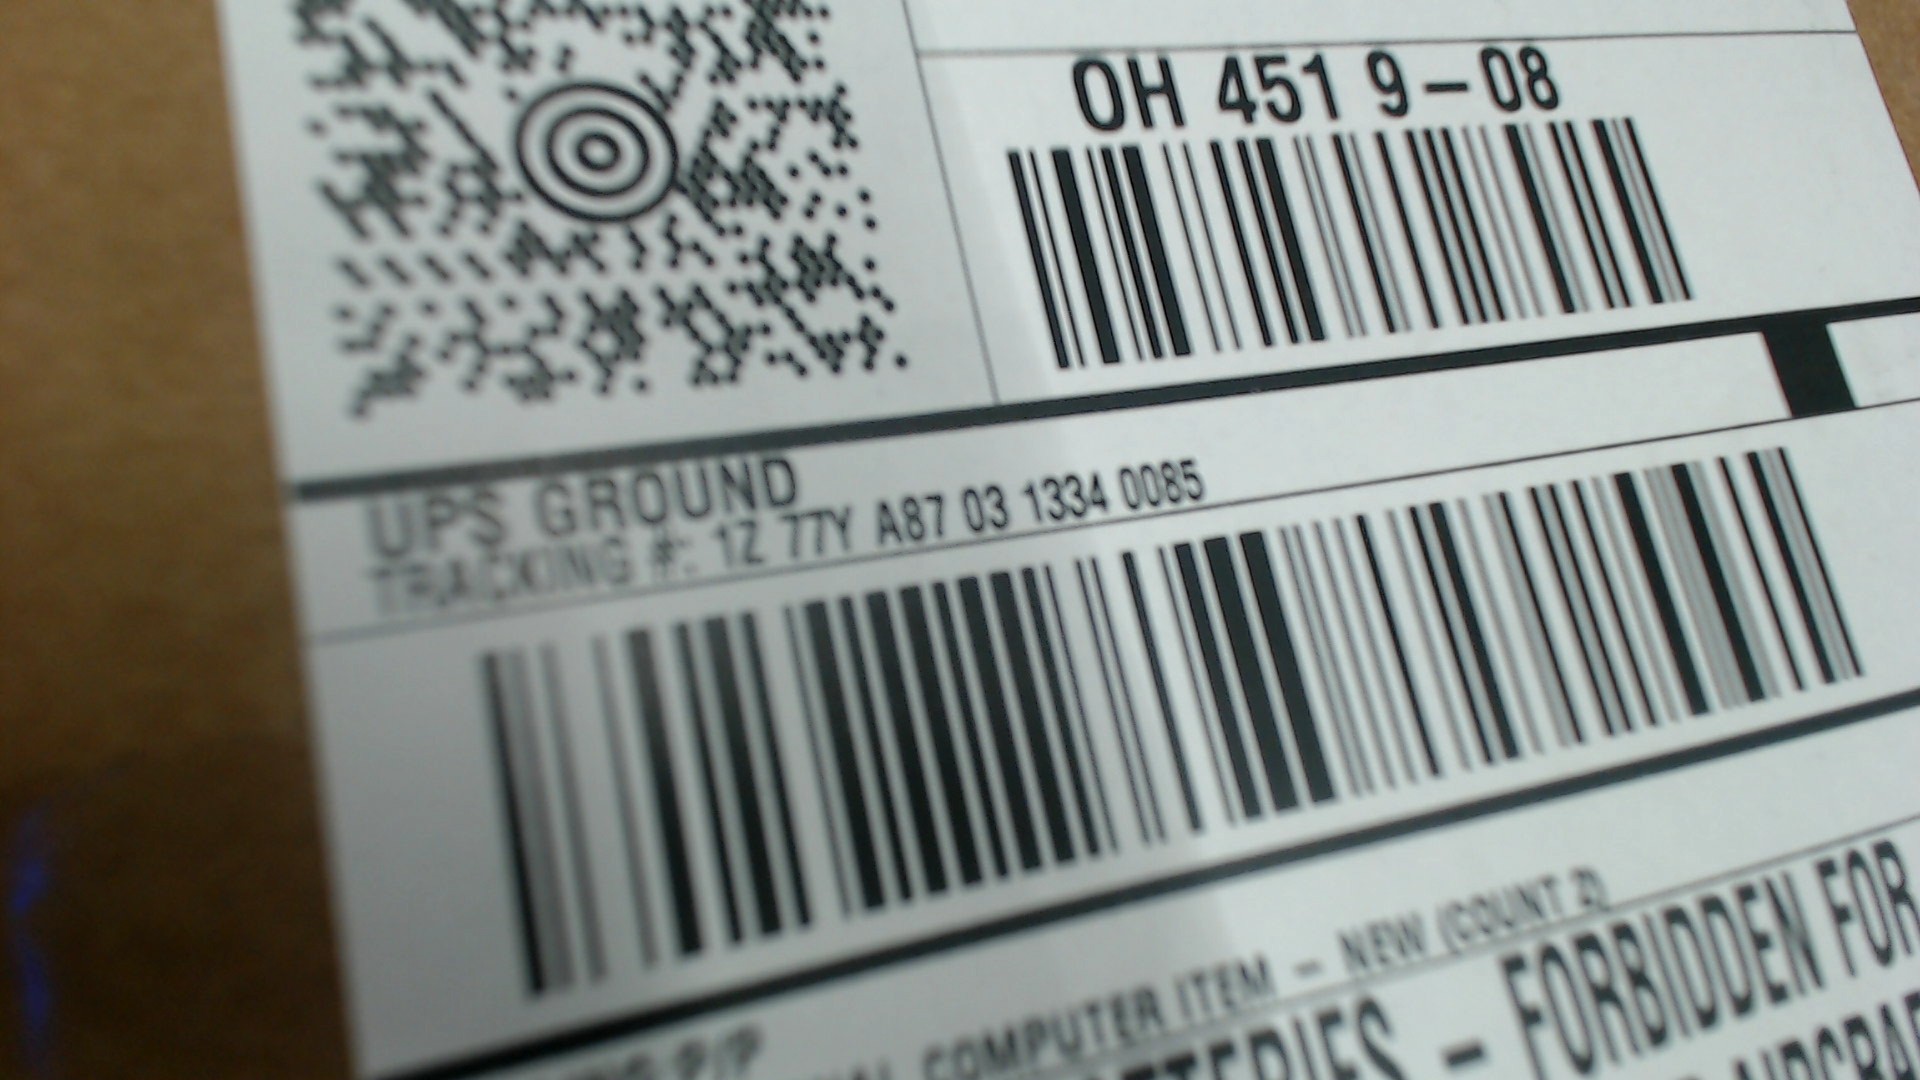 OH 451 9-08
UPS GROUND
TRACKING #: 1Z 77Y A87 03 1334 0085
COMPUTER ITEM - NEW (COUNT 2)
- FORBIDDEN FOR